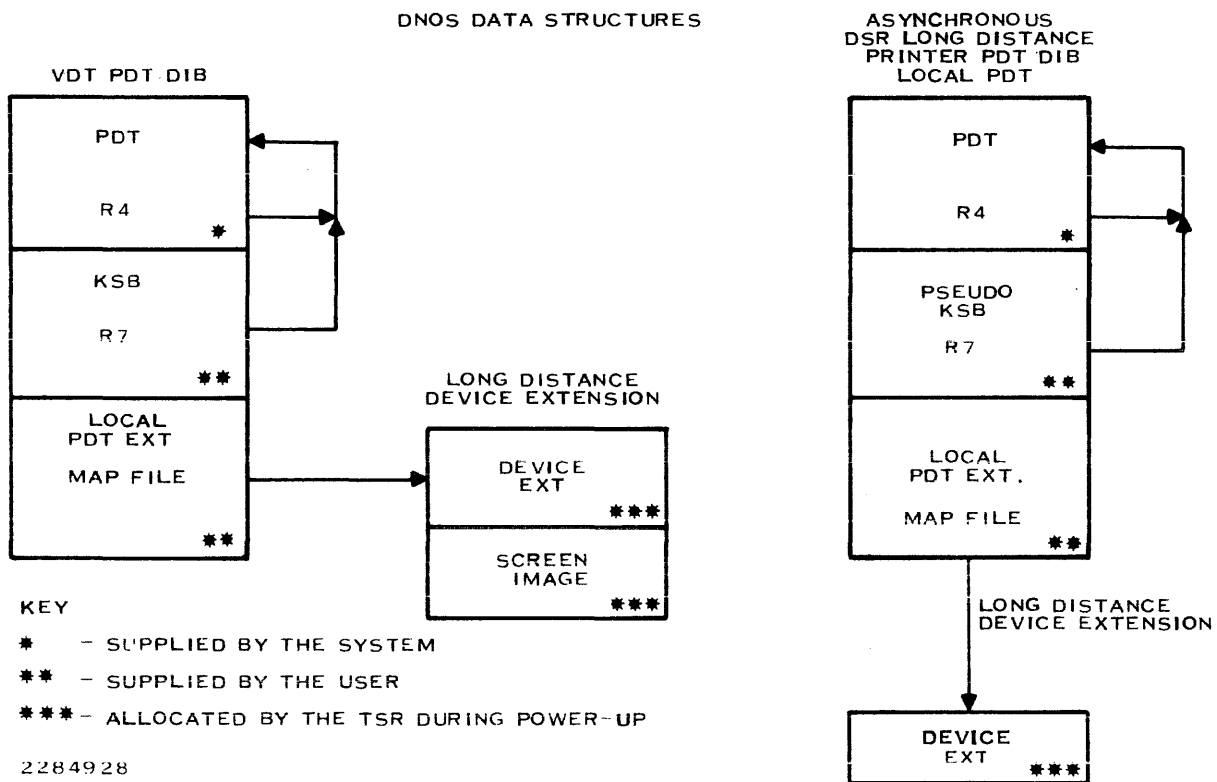 DNOS DATA STRUCTURES
VDT PDT DIB
PDT
R4
*
KSB
R7
**
LOCAL
PDT EXT
MAP FILE
**
LONG DISTANCE
DEVICE EXTENSION
DEVICE
EXT
***
SCREEN
IMAGE
***
ASYNCHRONOUS
DSR LONG DISTANCE
PRINTER PDT DIB
LOCAL PDT
PDT
R4
*
PSEUDO
KSB
R7
**
LOCAL
PDT EXT.
MAP FILE
**
LONG DISTANCE
DEVICE EXTENSION
DEVICE
EXT
***
KEY
* - SUPPLIED BY THE SYSTEM
** - SUPPLIED BY THE USER
*** - ALLOCATED BY THE TSR DURING POWER-UP
2284928